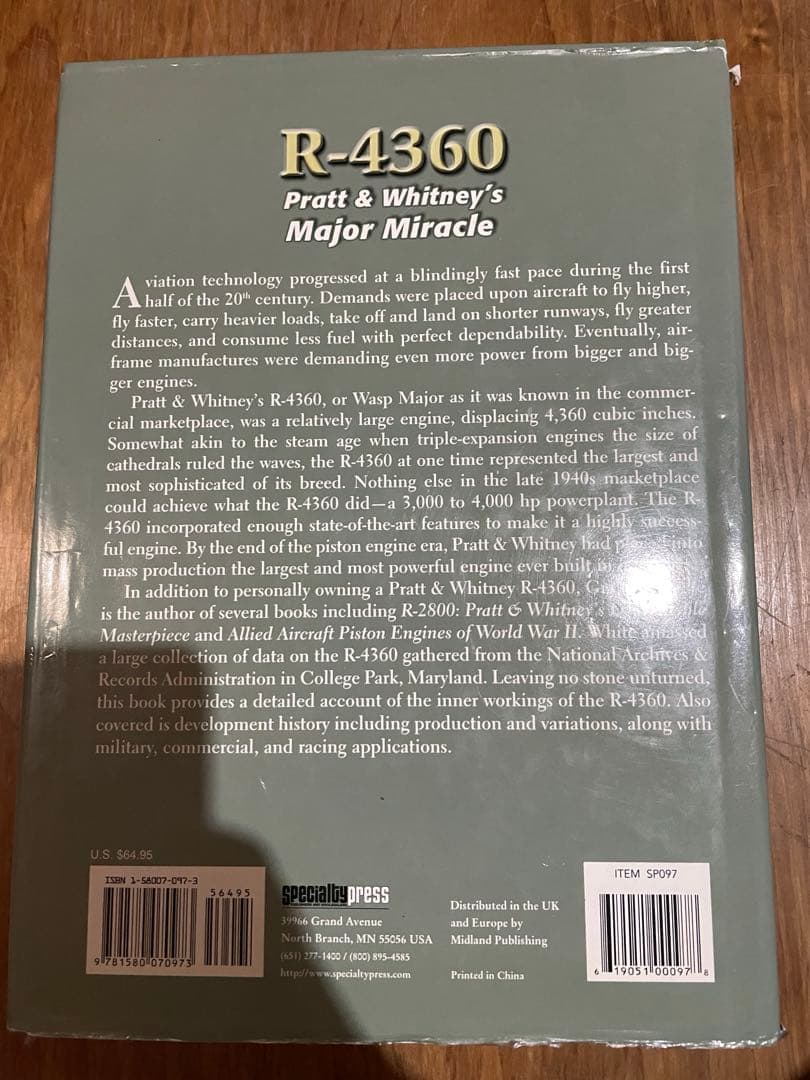 R-4360
Pratt & Whitney's
Major Miracle
Aviation technology progressed at a blindingly fast pace during the first
half of the 20th century. Demands were placed upon aircraft to fly higher,
fly faster, carry heavier loads, take off and land on shorter runways, fly greater
distances, and consume less fuel with perfect dependability. Eventually, air-
frame manufactures were demanding even more power from bigger and big-
ger engines.
Pratt & Whitney's R-4360, or Wasp Major as it was known in the commer-
cial marketplace, was a relatively large engine, displacing 4,360 cubic inches.
Somewhat akin to the steam age when triple-expansion engines the size of
cathedrals ruled the waves, the R-4360 at one time represented the largest and
most sophisticated of its breed. Nothing else in the late 1940s marketplace
could achieve what the R-4360 did—a 3,000 to 4,000 hp powerplant. The R-
4360 incorporated enough state-of-the-art features to make it a highly success-
ful engine. By the end of the piston engine era, Pratt & Whitney had into
mass production the largest and most powerful engine ever built
In addition to personally owning a Pratt & Whitney R-4360,
is the author of several books including R-2800: Pratt & Whitney's
Masterpiece and Allied Aircraft Piston Engines of World War II. White amassed
a large collection of data on the R-4360 gathered from the National Archives &
Records Administration in College Park, Maryland. Leaving no stone unturned,
this book provides a detailed account of the inner workings of the R-4360. Also
covered is development history including production and variations, along with
military, commercial, and racing applications.
U.S. $64.95
ISBN 1-58007-097-3
56495
9 781580 070973
specialtypress
39966 Grand Avenue
North Branch, MN 55056 USA
(651) 277-1400 / (800) 895-4585
http://www.specialtypress.com
Distributed in the UK
and Europe by
Midland Publishing
Printed in China
ITEM SP097
6 19051 00097 8